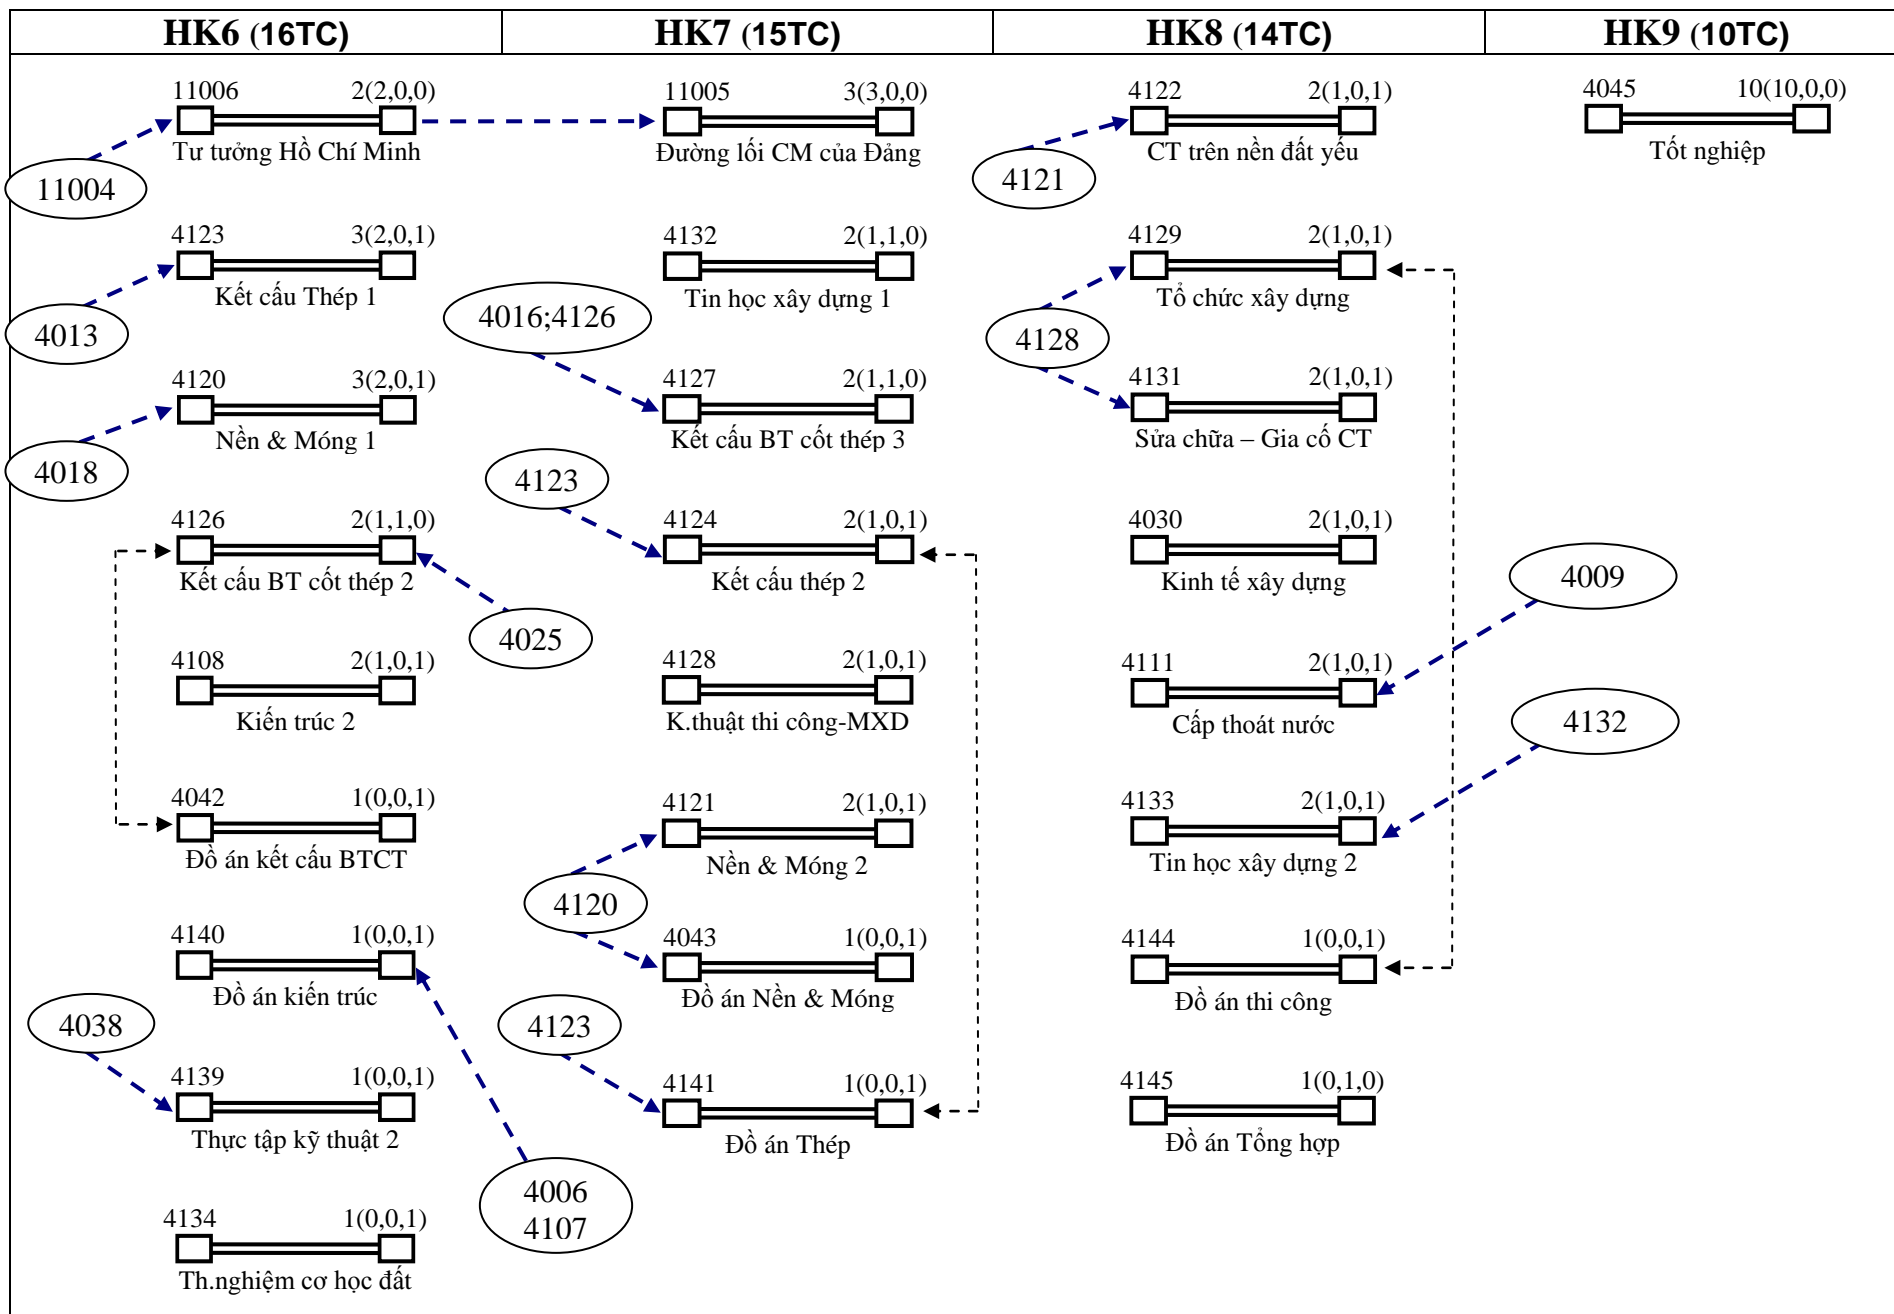 HK6 (16TC)
HK7 (15TC)
HK8 (14TC)
HK9 (10TC)
11006 2(2,0,0)
Tư tưởng Hồ Chí Minh
11004
4123 3(2,0,1)
Kết cấu Thép 1
4013
4120 3(2,0,1)
Nền & Móng 1
4018
4126 2(1,1,0)
Kết cấu BT cốt thép 2
4025
4108 2(1,0,1)
Kiến trúc 2
4042 1(0,0,1)
Đồ án kết cấu BTCT
4140 1(0,0,1)
Đồ án kiến trúc
4038
4139 1(0,0,1)
Thực tập kỹ thuật 2
4006
4107
4134 1(0,0,1)
Th.nghiệm cơ học đất
11005 3(3,0,0)
Đường lối CM của Đảng
4132 2(1,1,0)
Tin học xây dựng 1
4016;4126
4127 2(1,1,0)
Kết cấu BT cốt thép 3
4123
4124 2(1,0,1)
Kết cấu thép 2
4128 2(1,0,1)
K.thuật thi công-MXD
4121 2(1,0,1)
Nền & Móng 2
4120
4043 1(0,0,1)
Đồ án Nền & Móng
4123
4141 1(0,0,1)
Đồ án Thép
4122 2(1,0,1)
CT trên nền đất yếu
4121
4129 2(1,0,1)
Tổ chức xây dựng
4128
4131 2(1,0,1)
Sửa chữa – Gia cố CT
4030 2(1,0,1)
Kinh tế xây dựng
4009
4111 2(1,0,1)
Cấp thoát nước
4132
4133 2(1,0,1)
Tin học xây dựng 2
4144 1(0,0,1)
Đồ án thi công
4145 1(0,1,0)
Đồ án Tổng hợp
4045 10(10,0,0)
Tốt nghiệp